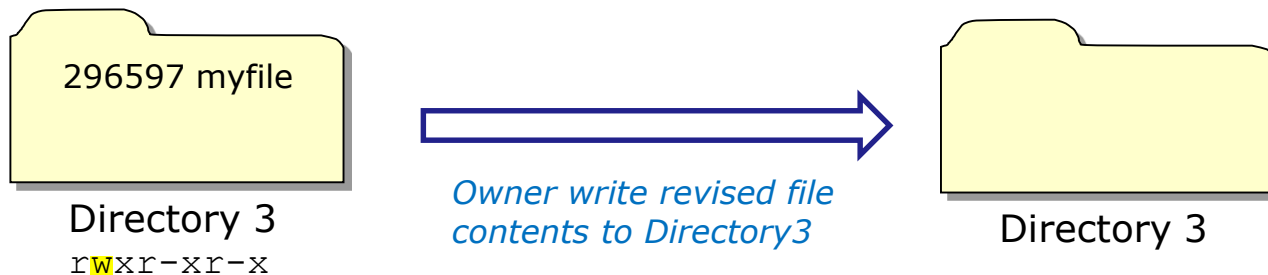 296597 myfile
Directory 3
rwxr-xr-x
Owner write revised file
contents to Directory3
Directory 3